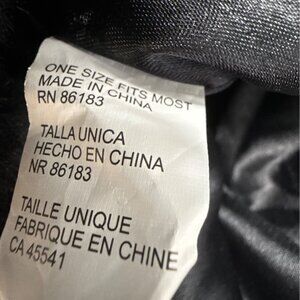 ONE SIZE FITS MOST
MADE IN CHINA
RN 86183
TALLA UNICA
HECHO EN CHINA
NR 86183
TAILLE UNIQUE
FABRIQUE EN CHINE
CA 45541